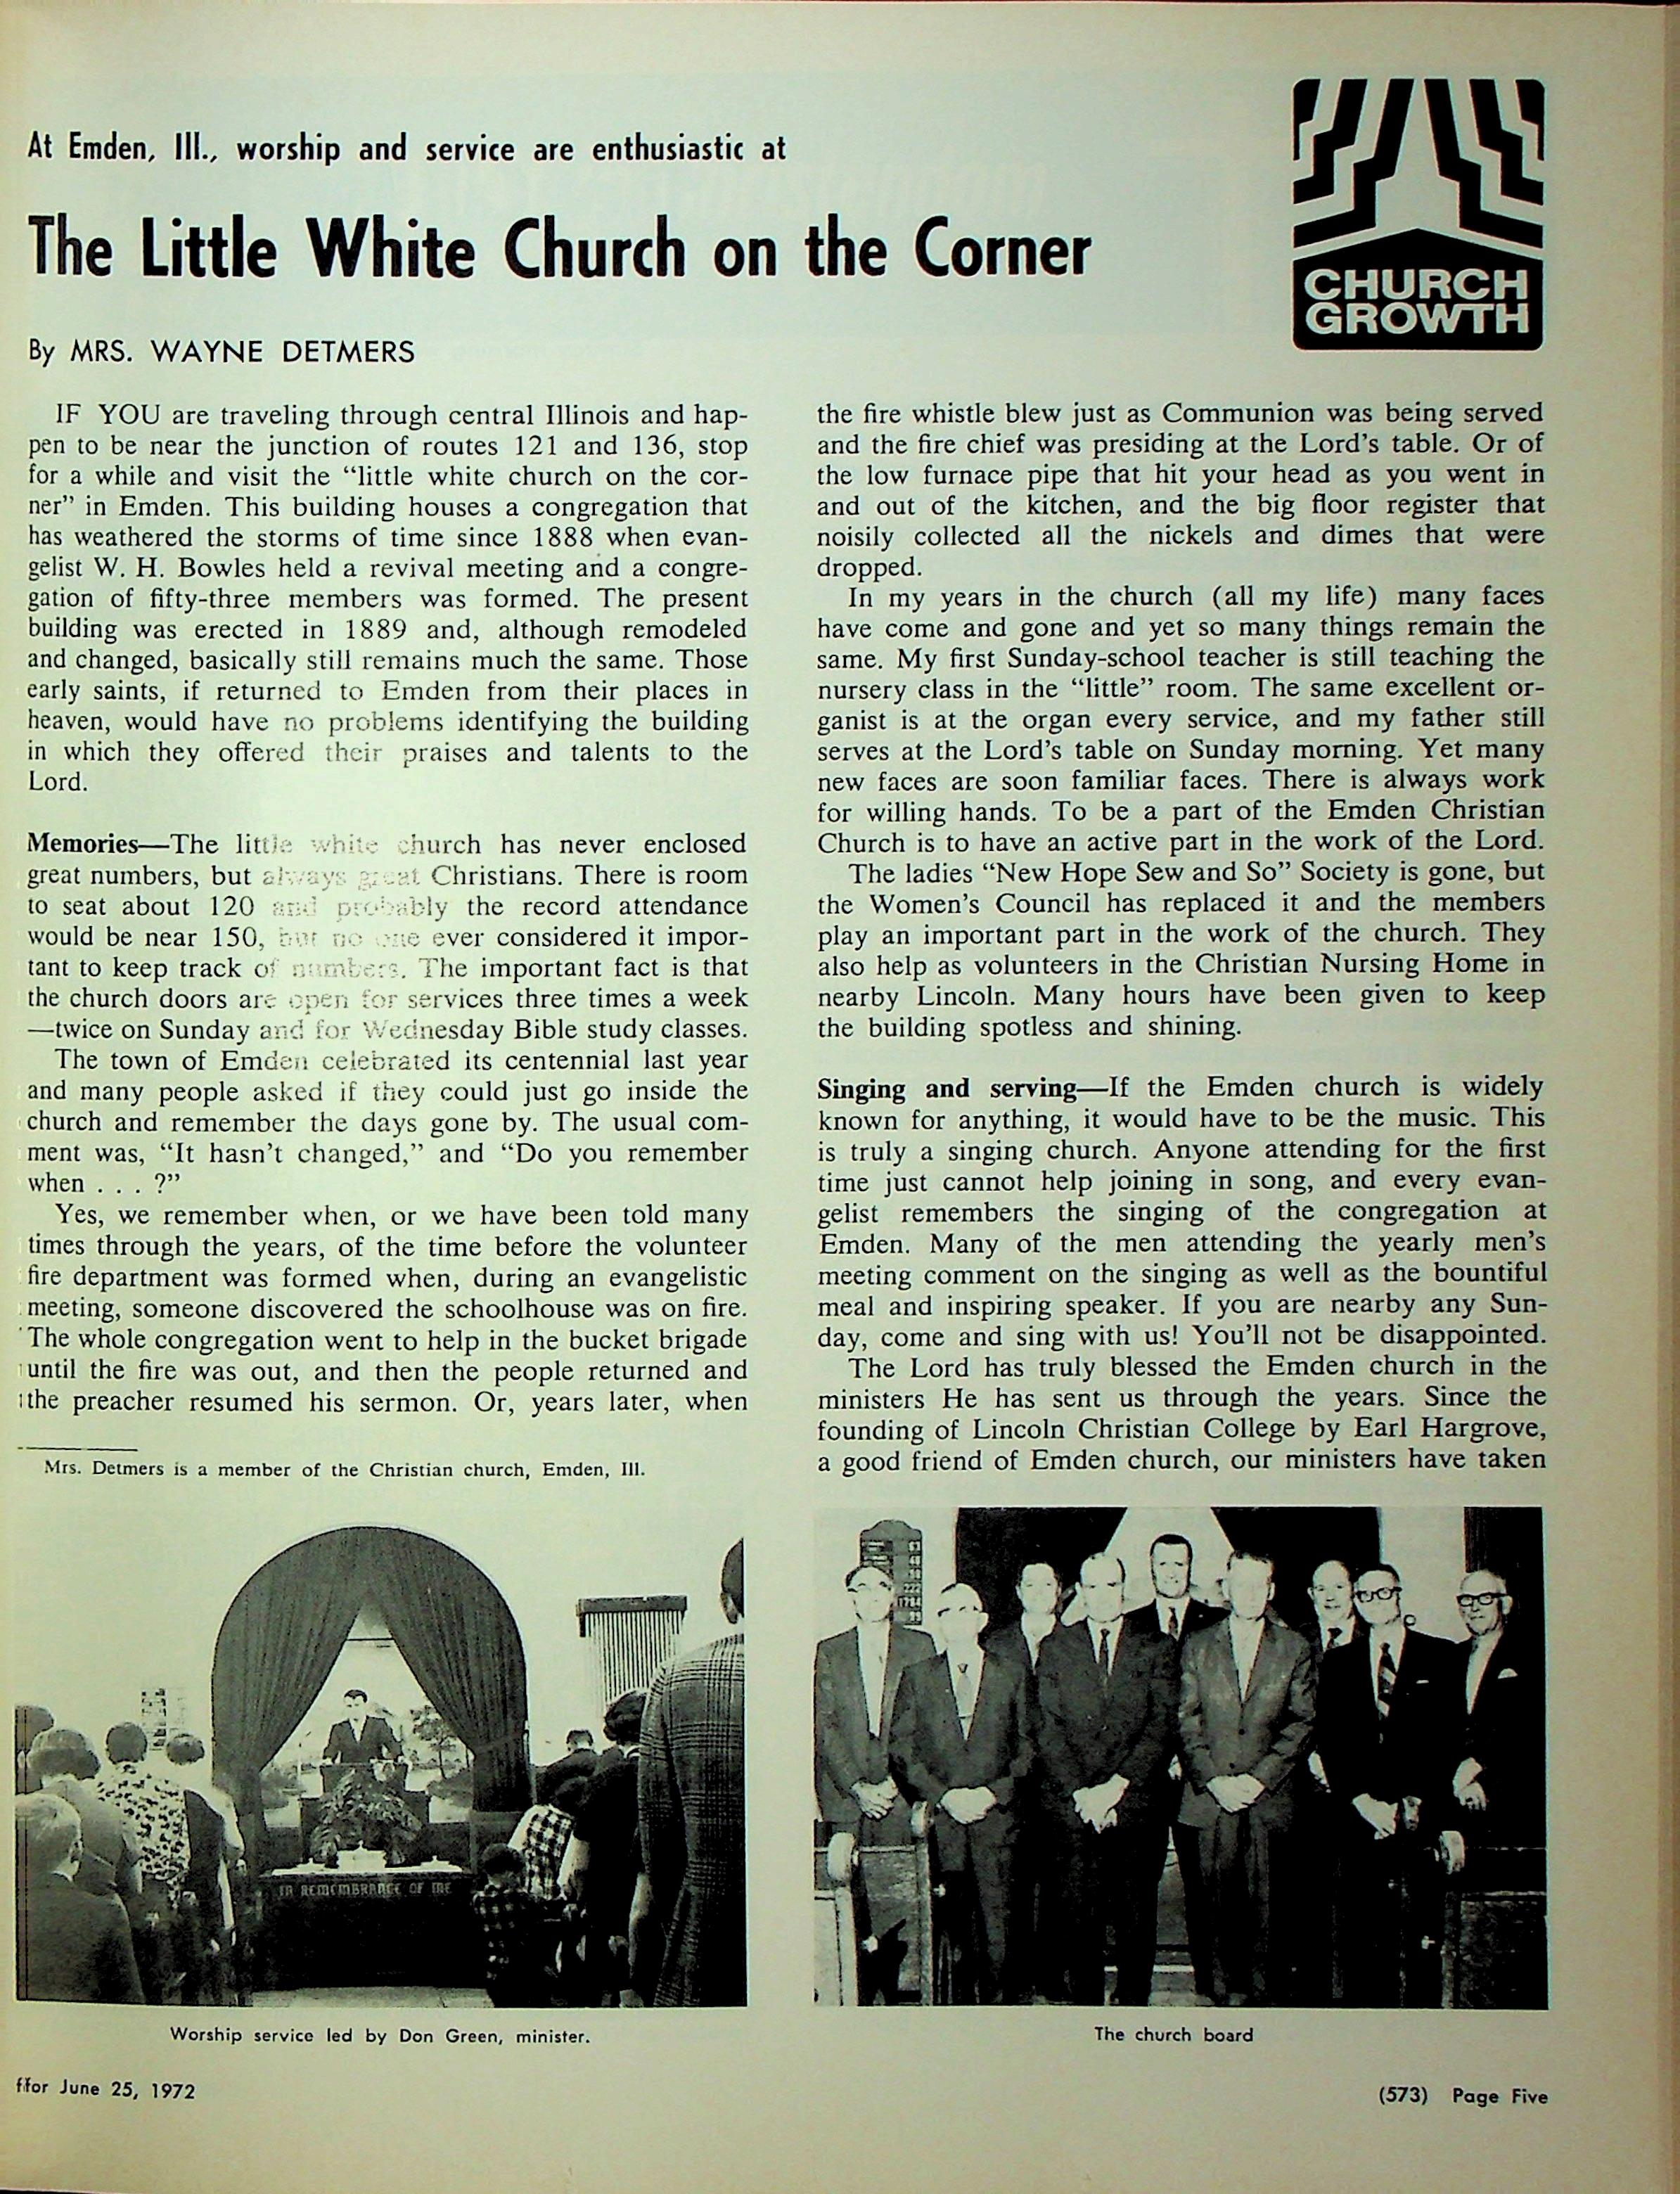 At Emden, Ill., worship and service are enthusiastic at
The Little White Church on the Corner
CHURCH
GROWTH
By MRS. WAYNE DETMERS
IF YOU are traveling through central Illinois and hap-
pen to be near the junction of routes 121 and 136, stop
for a while and visit the “little white church on the cor-
ner” in Emden. This building houses a congregation that
has weathered the storms of time since 1888 when evan-
gelist W. H. Bowles held a revival meeting and a congre-
gation of fifty-three members was formed. The present
building was erected in 1889 and, although remodeled
and changed, basically still remains much the same. Those
early saints, if returned to Emden from their places in
heaven, would have no problems identifying the building
in which they offered their praises and talents to the
Lord.
Memories—The little white church has never enclosed
great numbers, but always great Christians. There is room
to seat about 120 and probably the record attendance
would be near 150, but no one ever considered it impor-
tant to keep track of numbers. The important fact is that
the church doors are open for services three times a week
—twice on Sunday and for Wednesday Bible study classes.
The town of Emden celebrated its centennial last year
and many people asked if they could just go inside the
church and remember the days gone by. The usual com-
ment was, “It hasn't changed,” and “Do you remember
when . . . ?”
Yes, we remember when, or we have been told many
times through the years, of the time before the volunteer
fire department was formed when, during an evangelistic
meeting, someone discovered the schoolhouse was on fire.
The whole congregation went to help in the bucket brigade
until the fire was out, and then the people returned and
the preacher resumed his sermon. Or, years later, when
Mrs. Detmers is a member of the Christian church, Emden, Ill.
the fire whistle blew just as Communion was being served
and the fire chief was presiding at the Lord's table. Or of
the low furnace pipe that hit your head as you went in
and out of the kitchen, and the big floor register that
noisily collected all the nickels and dimes that were
dropped.
In my years in the church (all my life) many faces
have come and gone and yet so many things remain the
same. My first Sunday-school teacher is still teaching the
nursery class in the “little” room. The same excellent or-
ganist is at the organ every service, and my father still
serves at the Lord's table on Sunday morning. Yet many
new faces are soon familiar faces. There is always work
for willing hands. To be a part of the Emden Christian
Church is to have an active part in the work of the Lord.
The ladies “New Hope Sew and So” Society is gone, but
the Women's Council has replaced it and the members
play an important part in the work of the church. They
also help as volunteers in the Christian Nursing Home in
nearby Lincoln. Many hours have been given to keep
the building spotless and shining.
Singing and serving—If the Emden church is widely
known for anything, it would have to be the music. This
is truly a singing church. Anyone attending for the first
time just cannot help joining in song, and every evan-
gelist remembers the singing of the congregation at
Emden. Many of the men attending the yearly men's
meeting comment on the singing as well as the bountiful
meal and inspiring speaker. If you are nearby any Sun-
day, come and sing with us! You'll not be disappointed.
The Lord has truly blessed the Emden church in the
ministers He has sent us through the years. Since the
founding of Lincoln Christian College by Earl Hargrove,
a good friend of Emden church, our ministers have taken
IN REMEMBRANCE OF ME
Worship service led by Don Green, minister.
The church board
for June 25, 1972
(573) Page Five